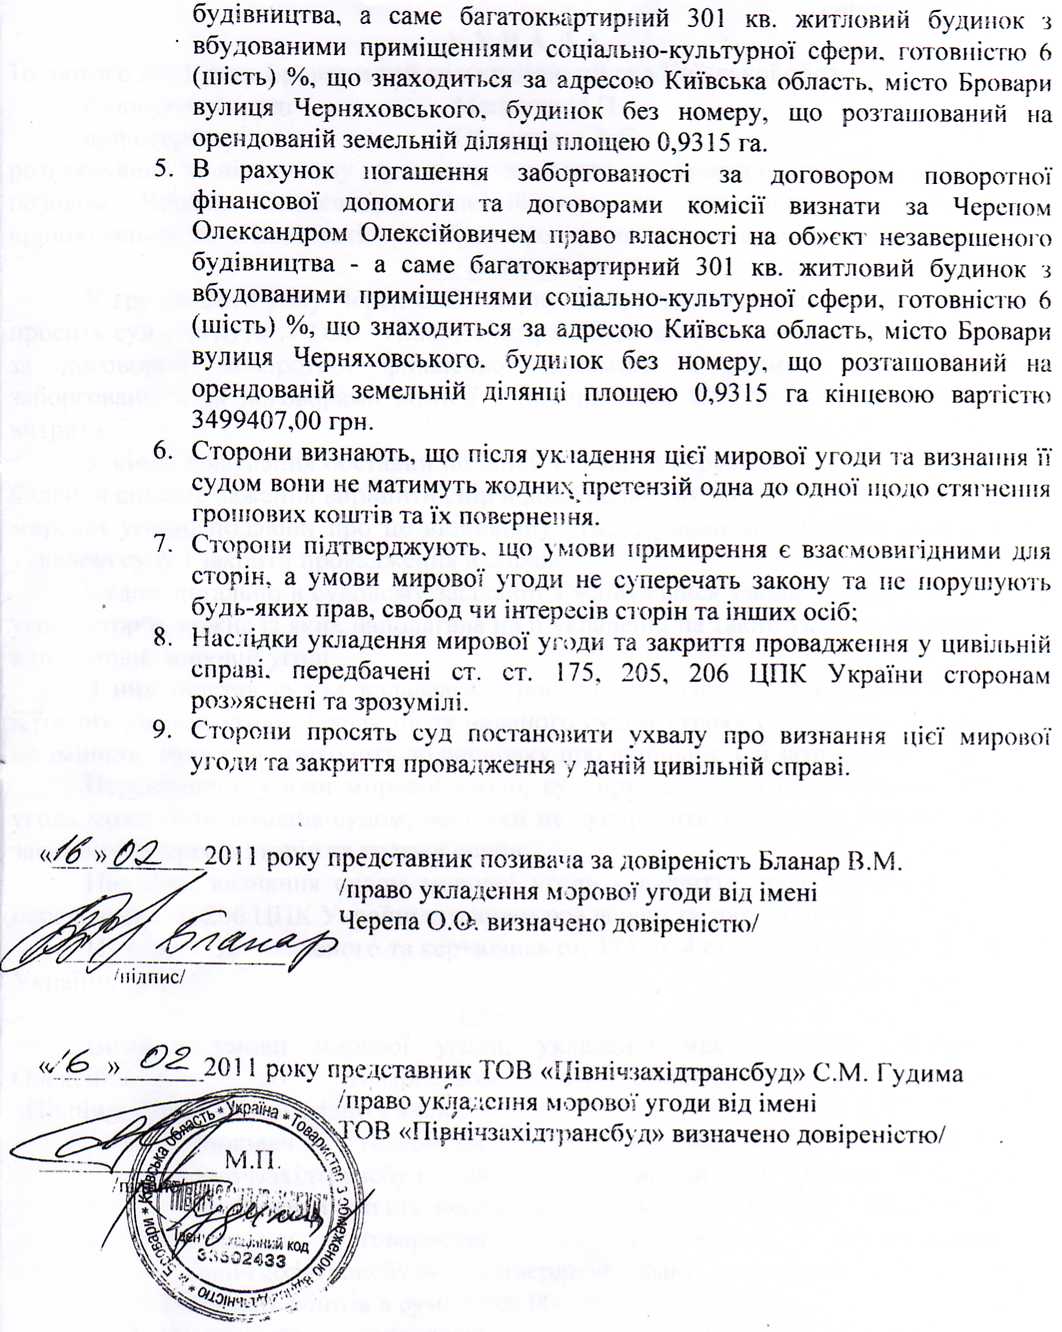 будівництва, а саме багатоквартирний 301 кв. житловий будинок з
вбудованими приміщеннями соціально-культурної сфери, готовністю 6
(шість) %, що знаходиться за адресою Київська область, місто Бровари
вулиця Черняховського, будинок без номеру, що розташований на
орендованій земельній ділянці площею 0,9315 га.
5. В рахунок погашення заборгованості за договором поворотної
фінансової допомоги та договорами комісії визнати за Черепом
Олександром Олексійовичем право власності на об»єкт незавершеного
будівництва - а саме багатоквартирний 301 кв. житловий будинок з
вбудованими приміщеннями соціально-культурної сфери, готовністю 6
(шість) %, що знаходиться за адресою Київська область, місто Бровари
вулиця Черняховського, будинок без номеру, що розташований на
орендованій земельній ділянці площею 0,9315 га кінцевою вартістю
3499407,00 грн.
6. Сторони визнають, що після укладення цієї мирової угоди та визнання її
судом вони не матимуть жодних претензій одна до одної щодо стягнення
грошових коштів та їх повернення.
7. Сторони підтверджують, що умови примирення є взаємовигідними для
сторін, а умови мирової угоди не суперечать закону та не порушують
будь-яких прав, свобод чи інтересів сторін та інших осіб;
8. Наслідки укладення мирової угоди та закриття провадження у цивільній
справі, передбачені ст. ст. 175, 205, 206 ЦПК України сторонам
роз»яснені та зрозумілі.
9. Сторони просять суд постановити ухвалу про визнання цієї мирової
угоди та закриття провадження у даній цивільній справі.
«16» 02 2011 року представник позивача за довіреність Бланар В.М.
/право укладення морової угоди від імені
Черепа О.О. визначено довіреністю/
Бланар
/підпис/
«16» 02 2011 року представник ТОВ «Північзахідтрансбуд» С.М. Гудима
/право укладення морової угоди від імені
ТОВ «Північзахідтрансбуд» визначено довіреністю/
М.П.
/підпис/
Україна * Товариство з обмеженою відповідальністю * м. Бровари * Київська область *
Ідентифікаційний код
33502433